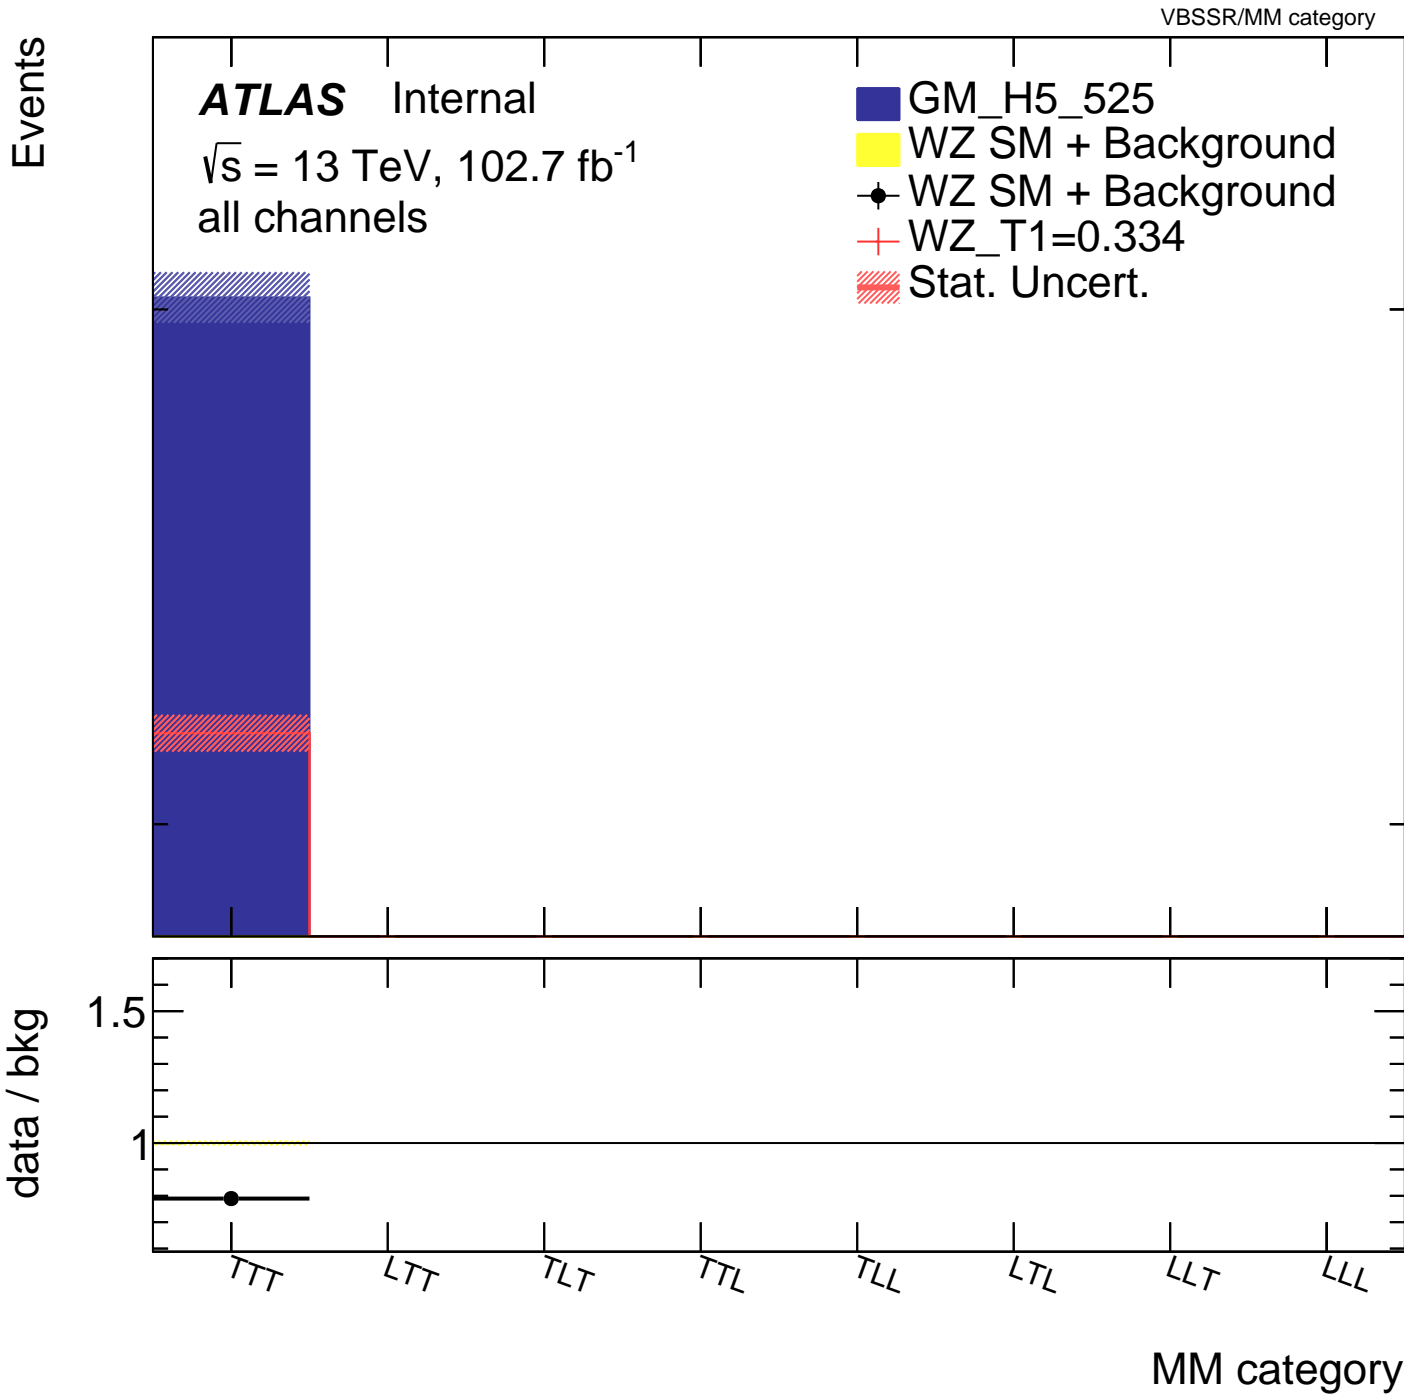 VBSSR/MM category
Events
ATLAS Internal
√s = 13 TeV, 102.7 fb⁻¹
all channels
GM_H5_525
WZ SM + Background
WZ SM + Background
WZ_T1=0.334
Stat. Uncert.
data / bkg
1.5
1
TTT LTT TLT TTL TLL LTL LLT LLL
MM category